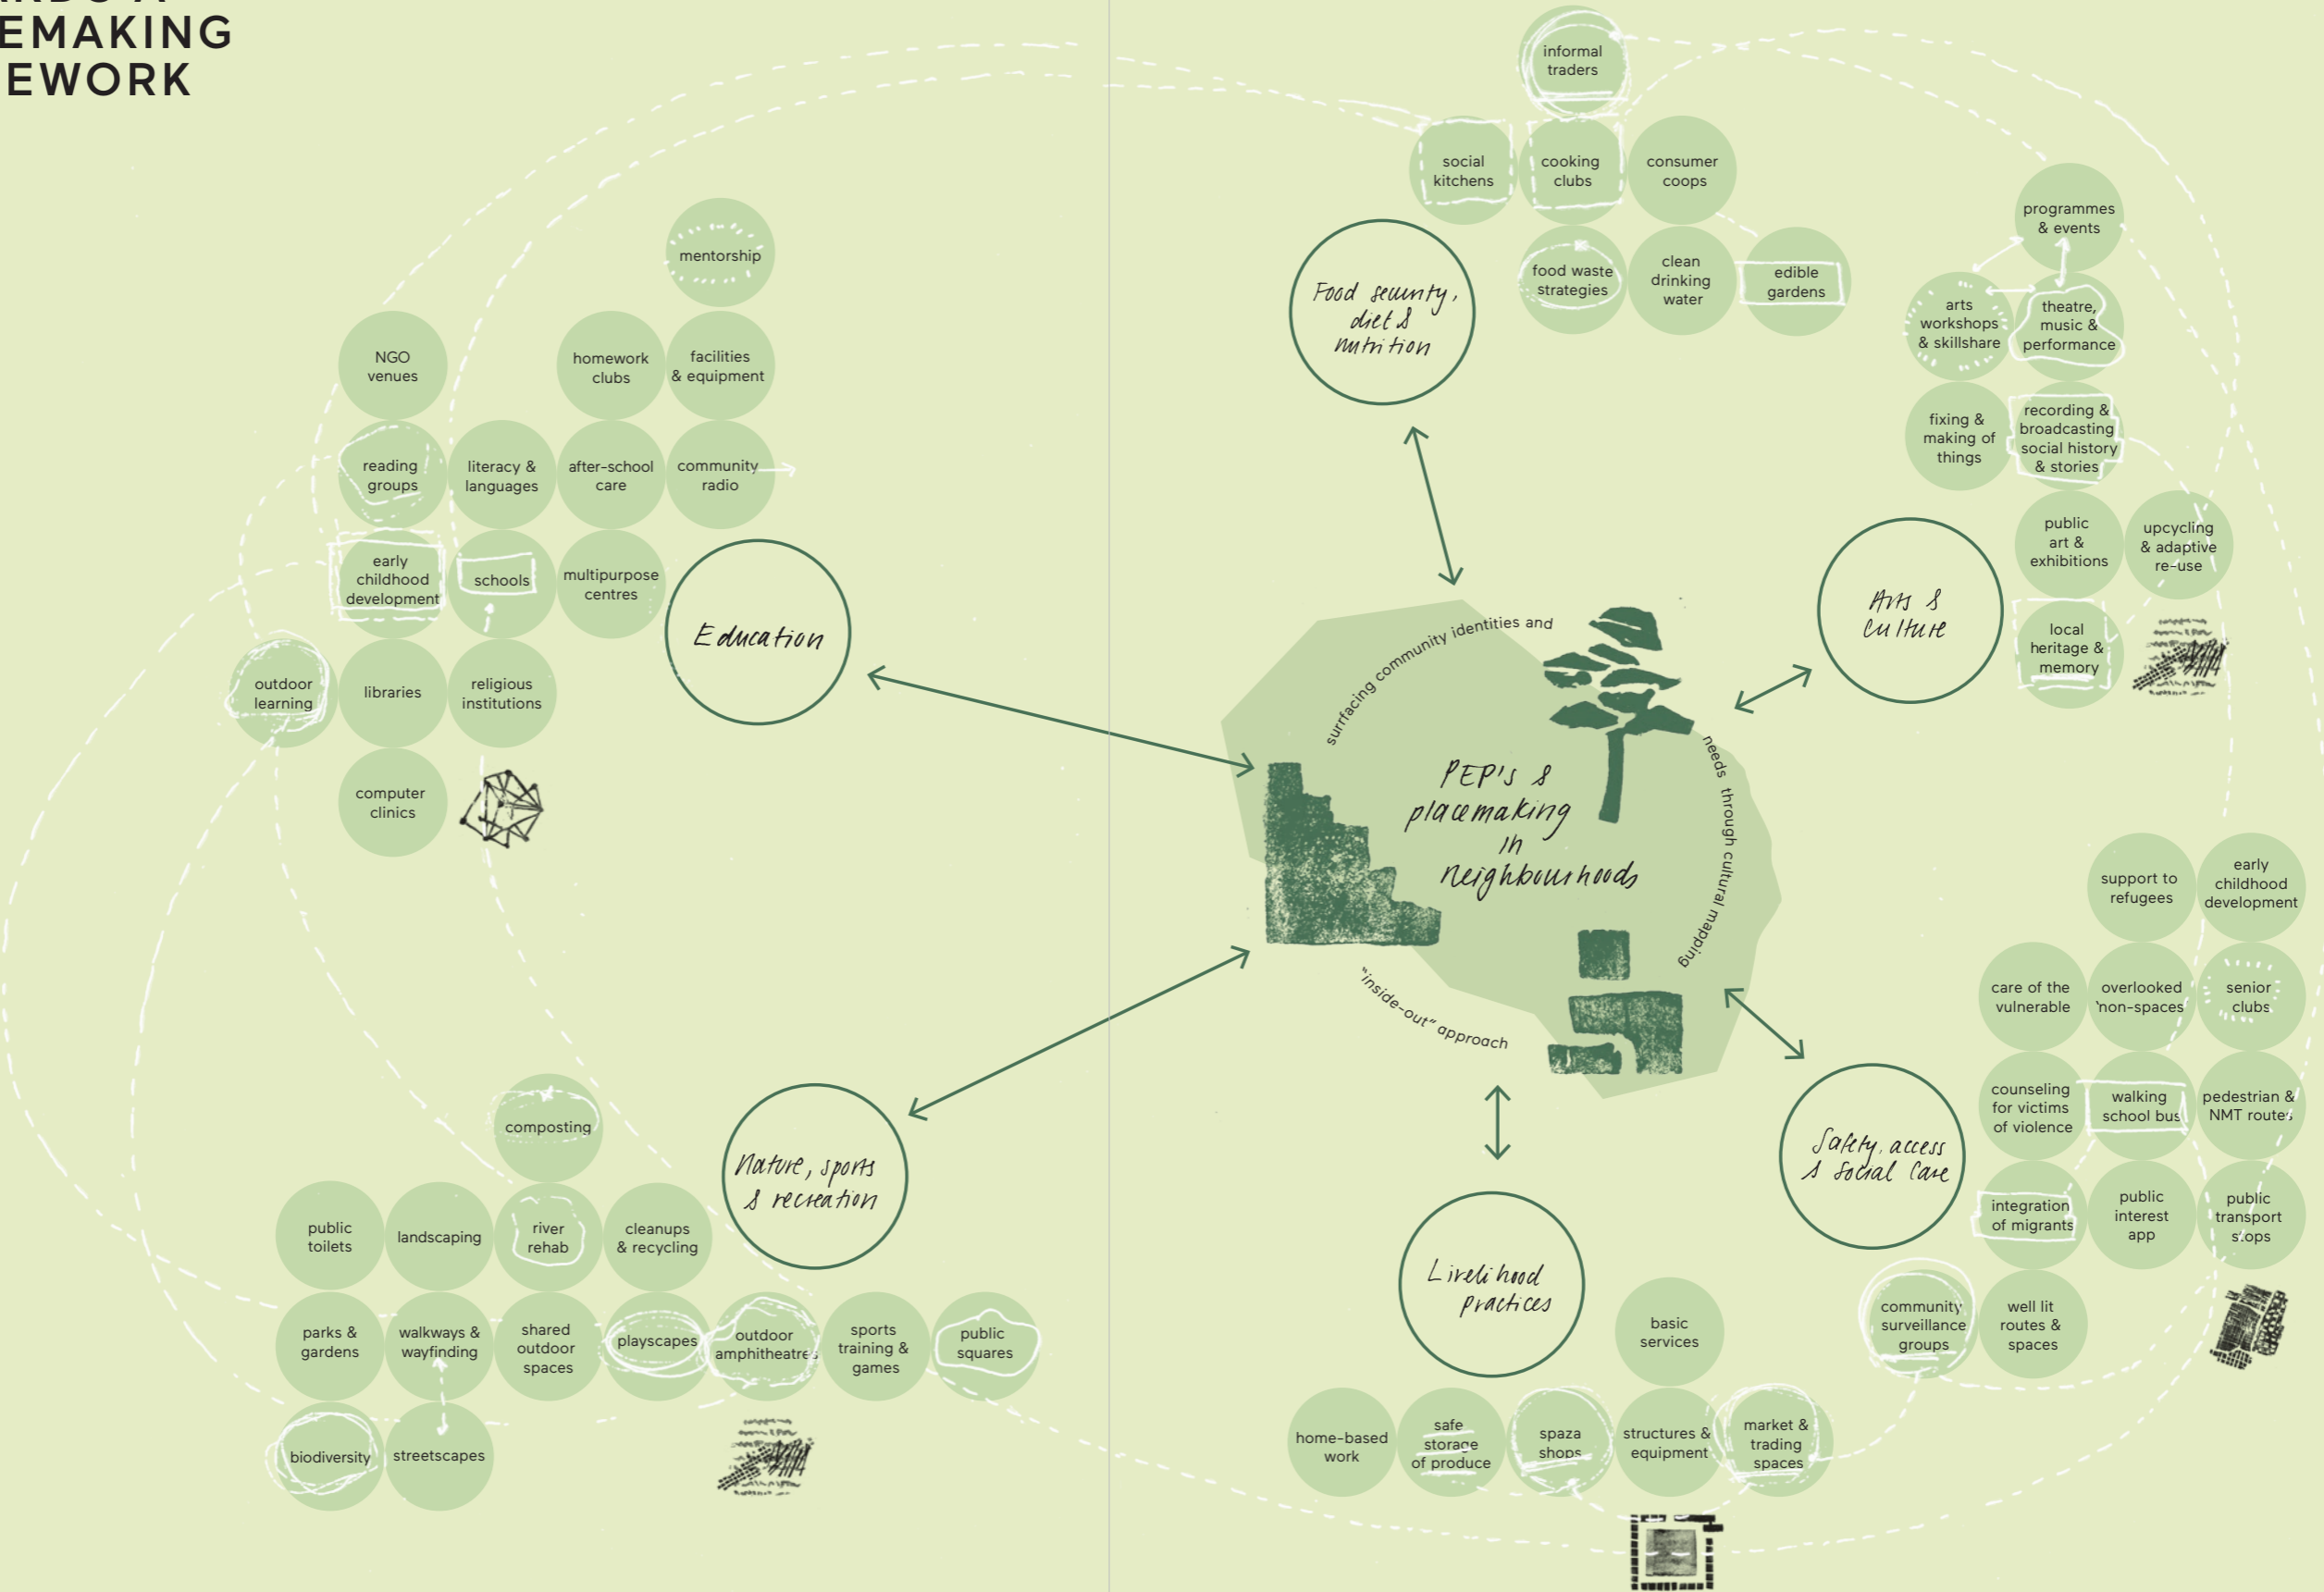 EMAKING
EWORK
informal
traders
social
kitchens
cooking
clubs
consumer
coops
food waste
strategies
clean
drinking
water
edible
gardens
Food security,
diet &
nutrition
programmes
& events
arts
workshops
& skillshare
theatre,
music &
performance
fixing &
making of
things
recording &
broadcasting
social history
& stories
public
art &
exhibitions
upcycling
& adaptive
re-use
local
heritage &
memory
Arts &
Culture
mentorship
NGO
venues
homework
clubs
facilities
& equipment
reading
groups
literacy &
languages
after-school
care
community
radio
early
childhood
development
schools
multipurpose
centres
Education
outdoor
learning
libraries
religious
institutions
computer
clinics
surfacing community identities and
needs through cultural mapping
"inside-out" approach
PEP's &
placemaking
in
neighbourhoods
support to
refugees
early
childhood
development
care of the
vulnerable
overlooked
'non-spaces
senior
clubs
counseling
for victims
of violence
walking
school bus
pedestrian &
NMT routes
Safety, access
& Social Care
integration
of migrants
public
interest
app
public
transport
stops
community
surveillance
groups
well lit
routes &
spaces
composting
public
toilets
landscaping
river
rehab
cleanups
& recycling
Nature, sports
& recreation
parks &
gardens
walkways &
wayfinding
shared
outdoor
spaces
playscapes
outdoor
amphitheatres
sports
training &
games
public
squares
biodiversity
streetscapes
Livelihood
practices
basic
services
home-based
work
safe
storage
of produce
spaza
shops
structures &
equipment
market &
trading
spaces